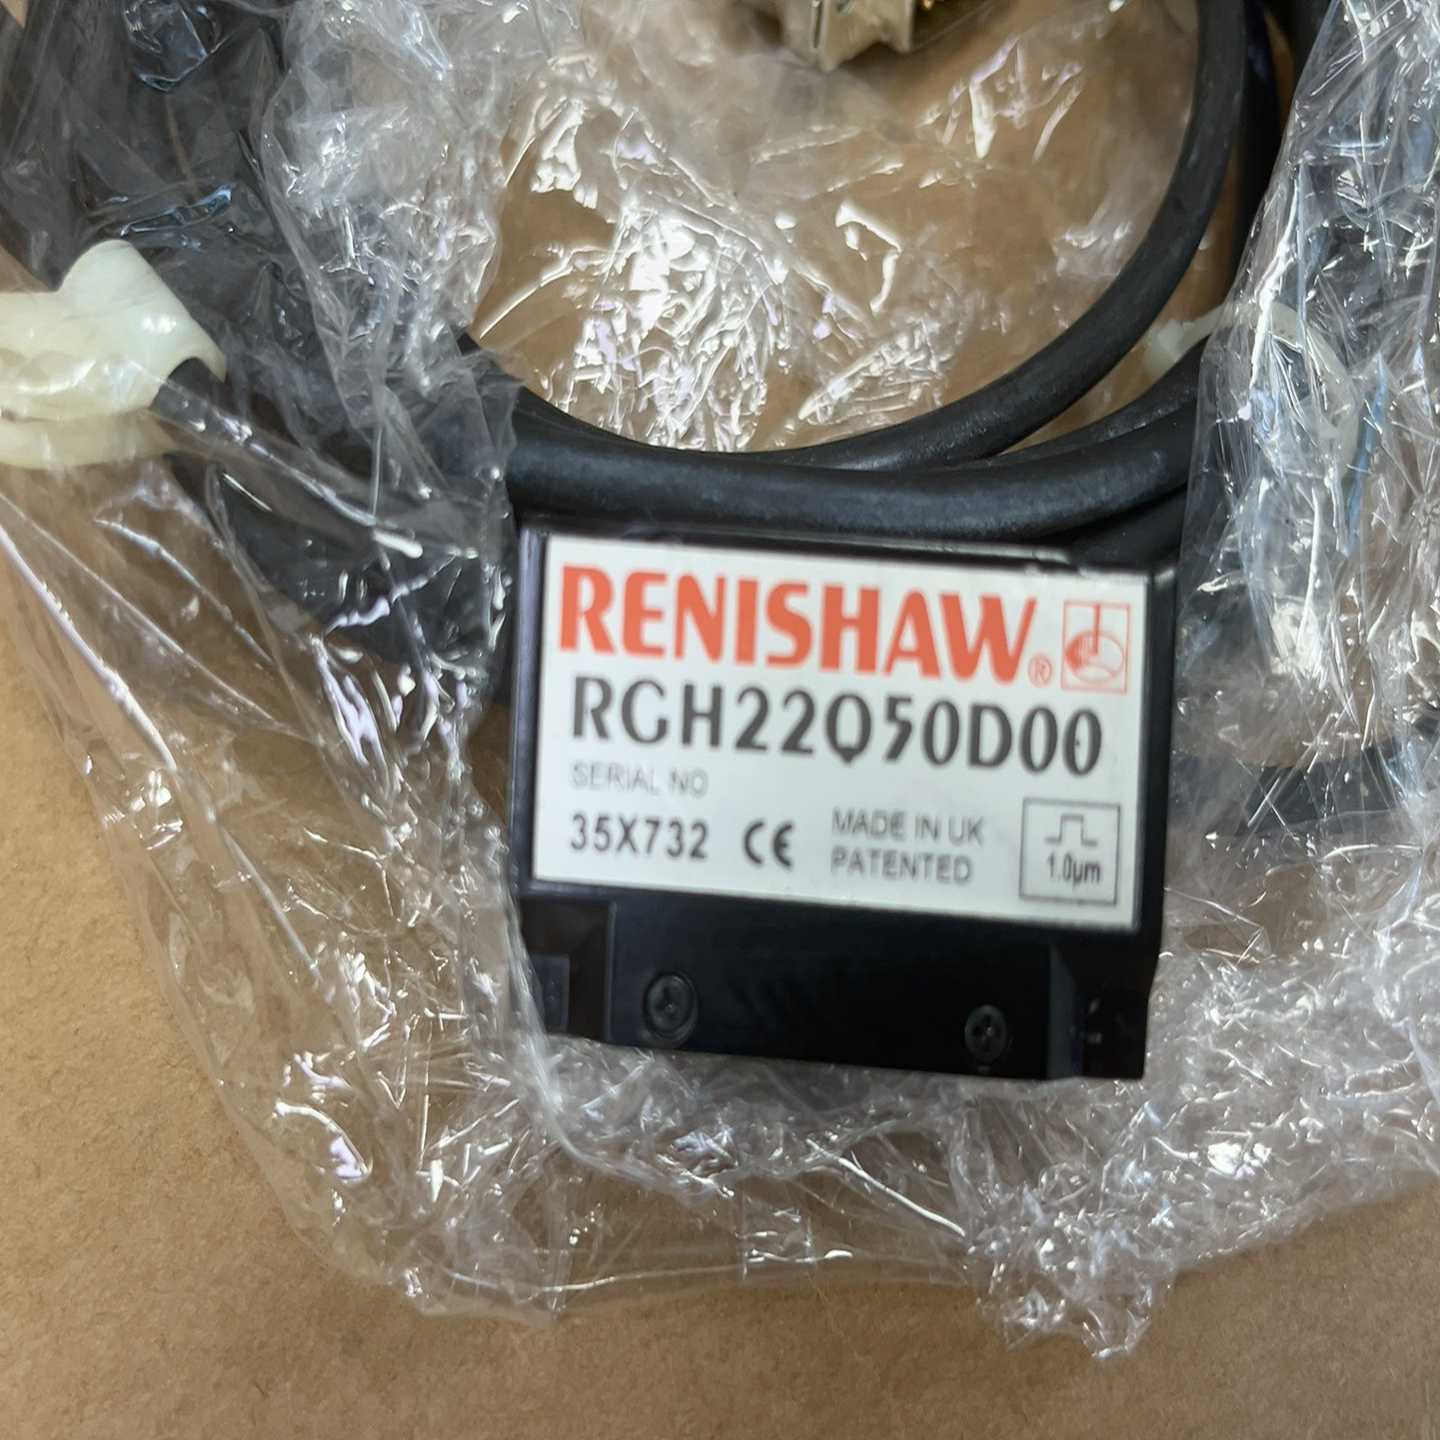 RENISHAW®
RGH22Q50D00
SERIAL NO
35X732 CE MADE IN UK
PATENTED
1.0µm